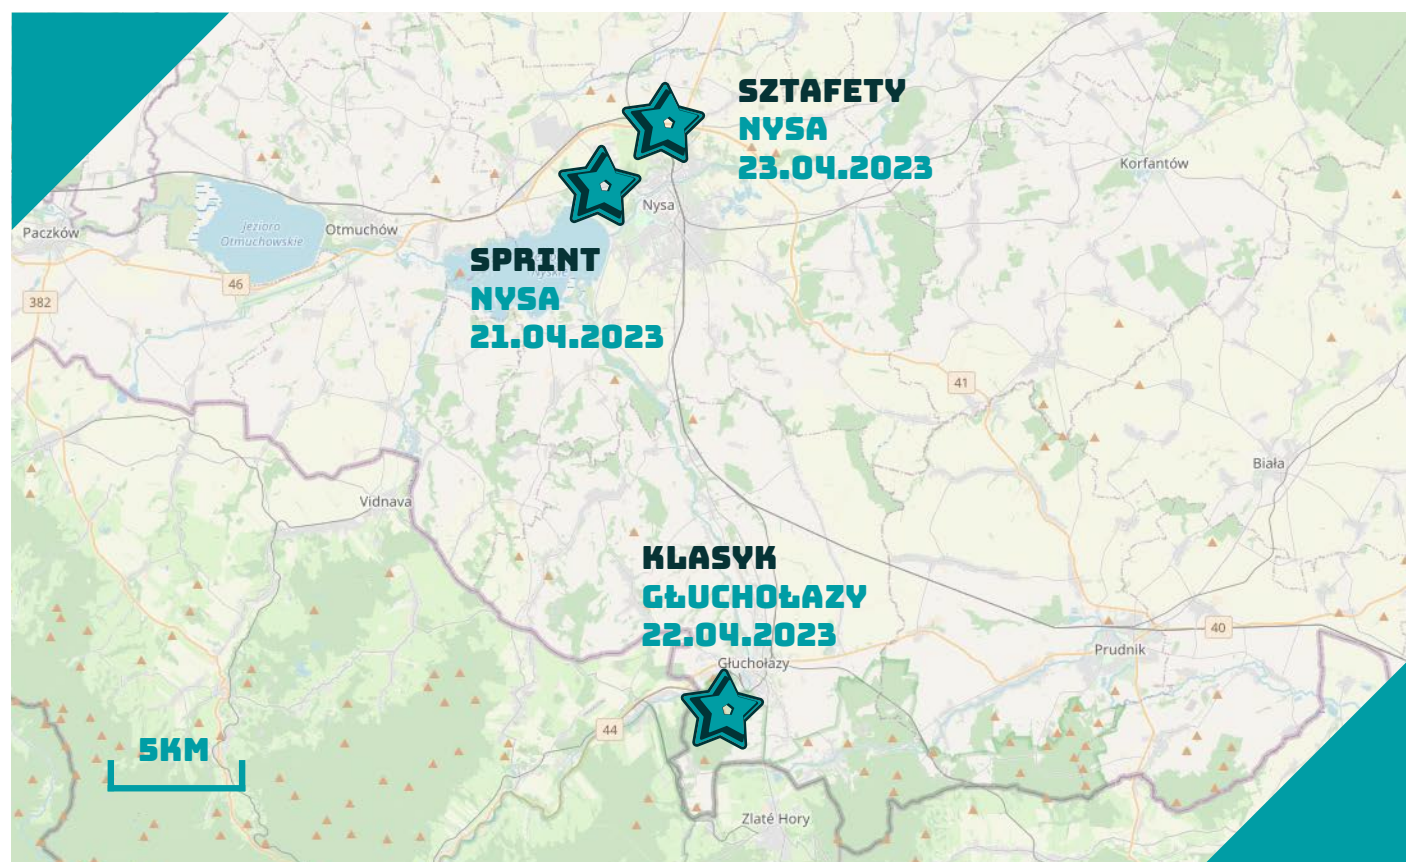 SZTAFETY
NYSA
23.04.2023
Korfantów
Nysa
Paczków
Jezioro
Otmuchowskie
Otmuchów
SPRINT
NYSA
21.04.2023
46
382
41
Biała
Vidnava
KLASYK
GŁUCHOŁAZY
22.04.2023
40
Prudnik
Głuchołazy
44
5KM
Zlaté Hory